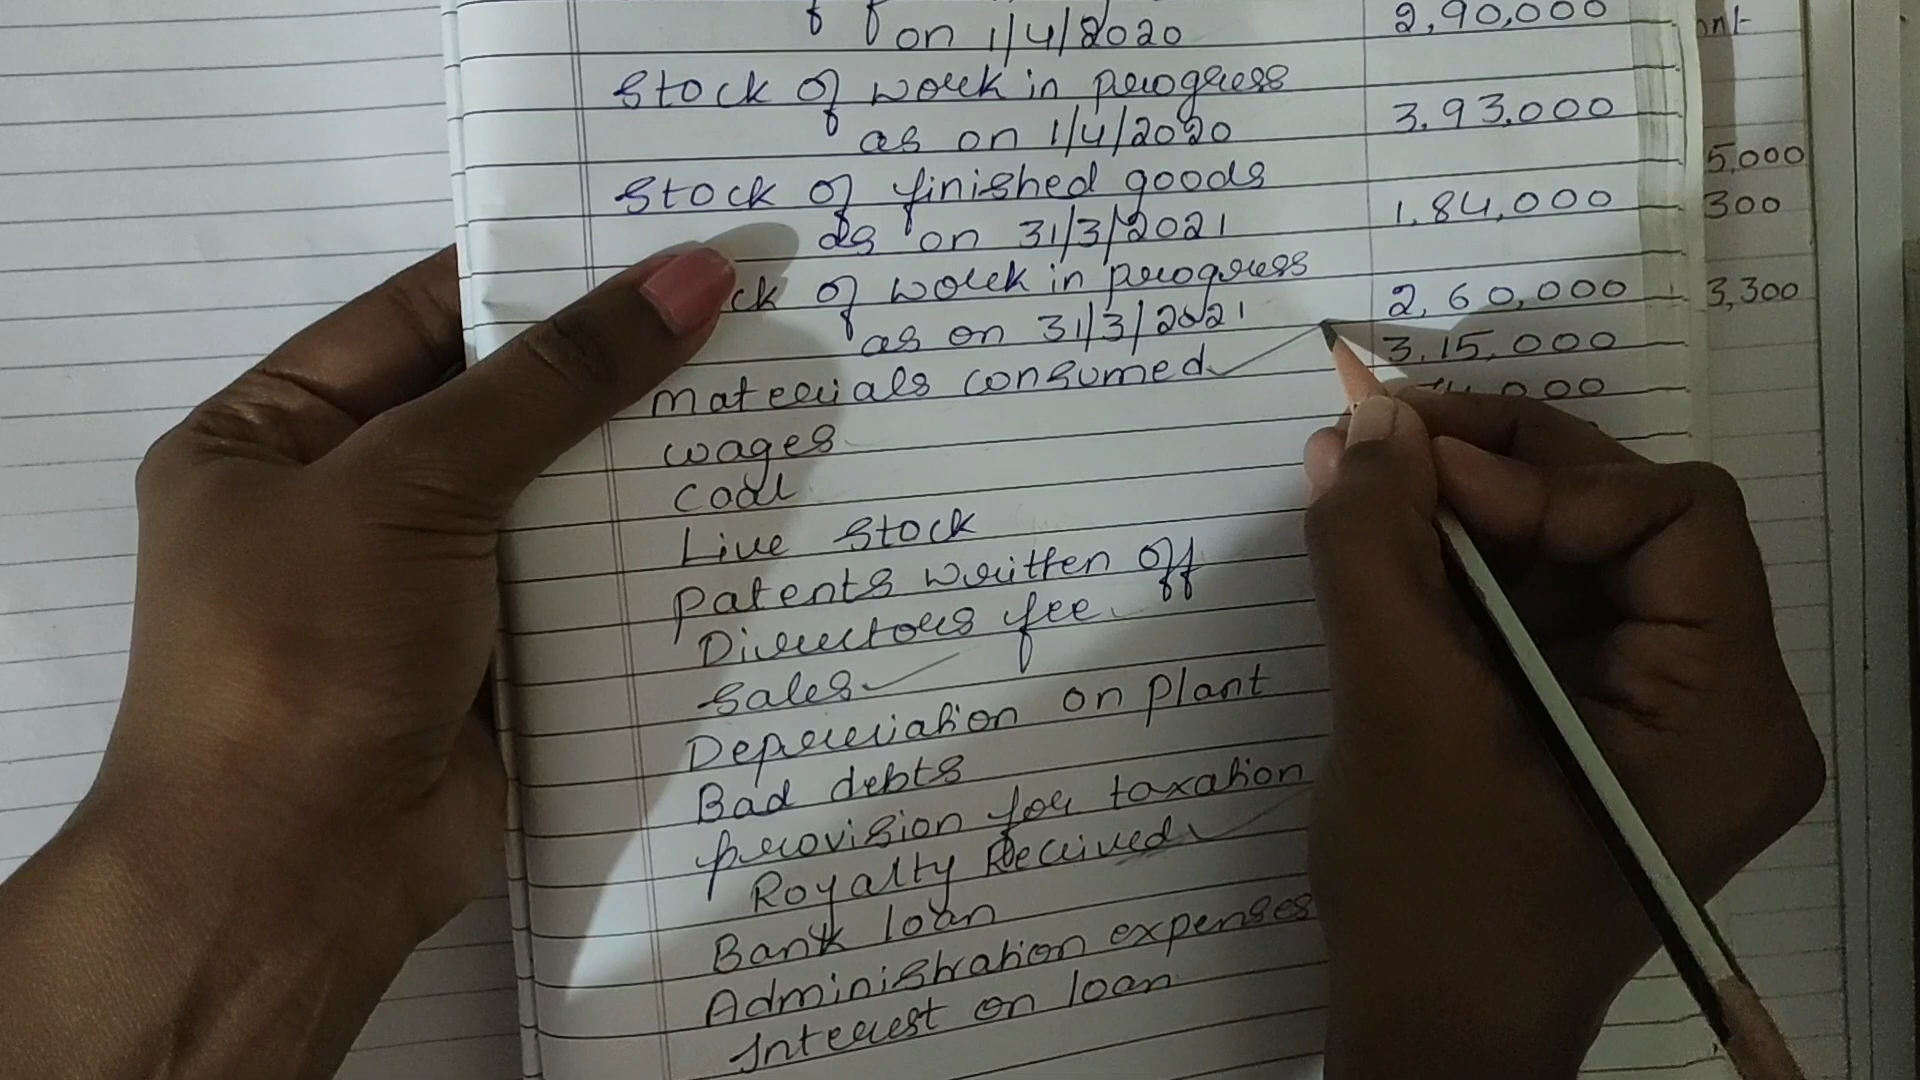 on 1/4/2020 2,90,000
Stock of work in progress
as on 1/4/2020 3,93,000
Stock of finished goods
as on 31/3/2021 1,84,000
ck of work in progress
as on 31/3/2021 2,60,000
Materials consumed 3,15,000
Wages 000
Coal
Live Stock
Patents written off
Directors fee
Sales
Depreciation on plant
Bad debts
provision for taxation
Royalty Received
Bank loan
Administration expenses
Interest on loan
5,000
300
3,300